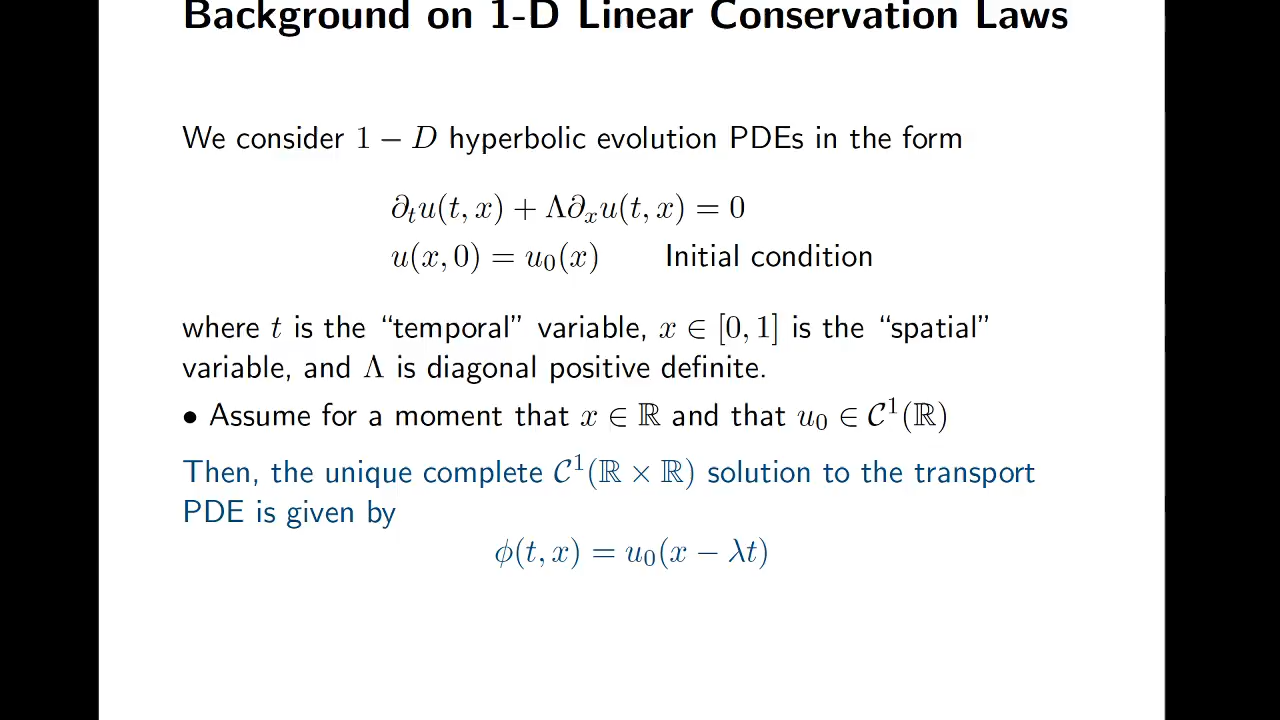 Background on 1-D Linear Conservation Laws
We consider 1 − D hyperbolic evolution PDEs in the form
∂ₜu(t, x) + Λ∂ₓu(t, x) = 0
u(x, 0) = u₀(x) Initial condition
where t is the “temporal” variable, x ∈ [0, 1] is the “spatial”
variable, and Λ is diagonal positive definite.
• Assume for a moment that x ∈ ℝ and that u₀ ∈ 𝒞¹(ℝ)
Then, the unique complete 𝒞¹(ℝ × ℝ) solution to the transport
PDE is given by
ϕ(t, x) = u₀(x − λt)